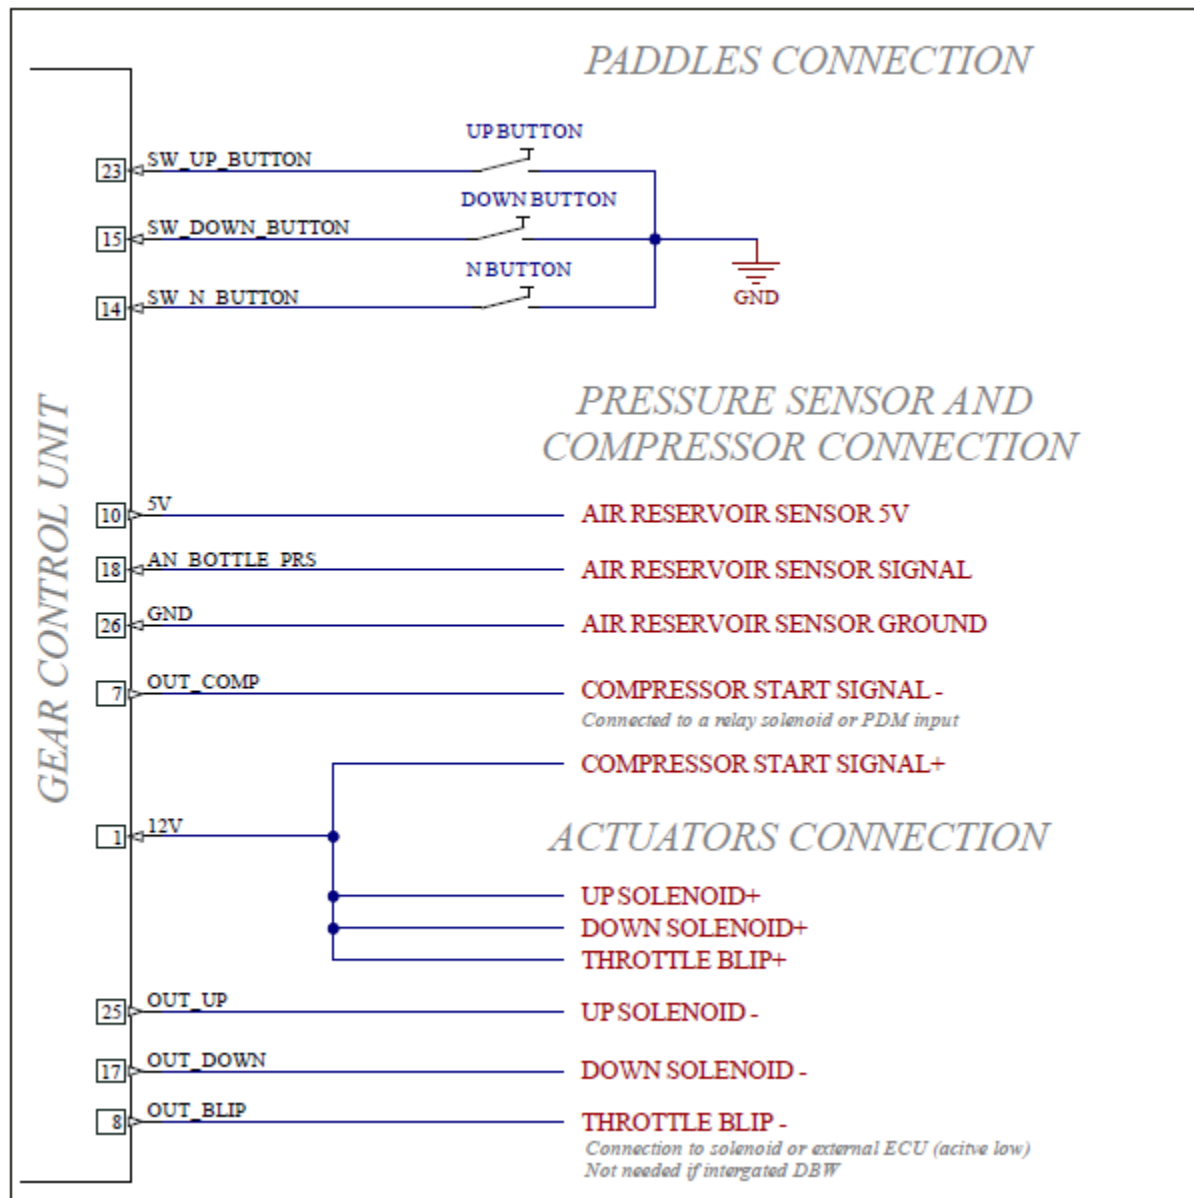 PADDLES CONNECTION
UP BUTTON
23 SW_UP_BUTTON
DOWN BUTTON
15 SW_DOWN_BUTTON
N BUTTON
14 SW_N_BUTTON
GND
GEAR CONTROL UNIT
PRESSURE SENSOR AND
COMPRESSOR CONNECTION
10 5V AIR RESERVOIR SENSOR 5V
18 AN_BOTTLE_PRS AIR RESERVOIR SENSOR SIGNAL
26 GND AIR RESERVOIR SENSOR GROUND
7 OUT_COMP COMPRESSOR START SIGNAL -
Connected to a relay solenoid or PDM input
COMPRESSOR START SIGNAL+
1 12V
ACTUATORS CONNECTION
UP SOLENOID+
DOWN SOLENOID+
THROTTLE BLIP+
25 OUT_UP UP SOLENOID -
17 OUT_DOWN DOWN SOLENOID -
8 OUT_BLIP THROTTLE BLIP -
Connection to solenoid or external ECU (acitve low)
Not needed if intergated DBW